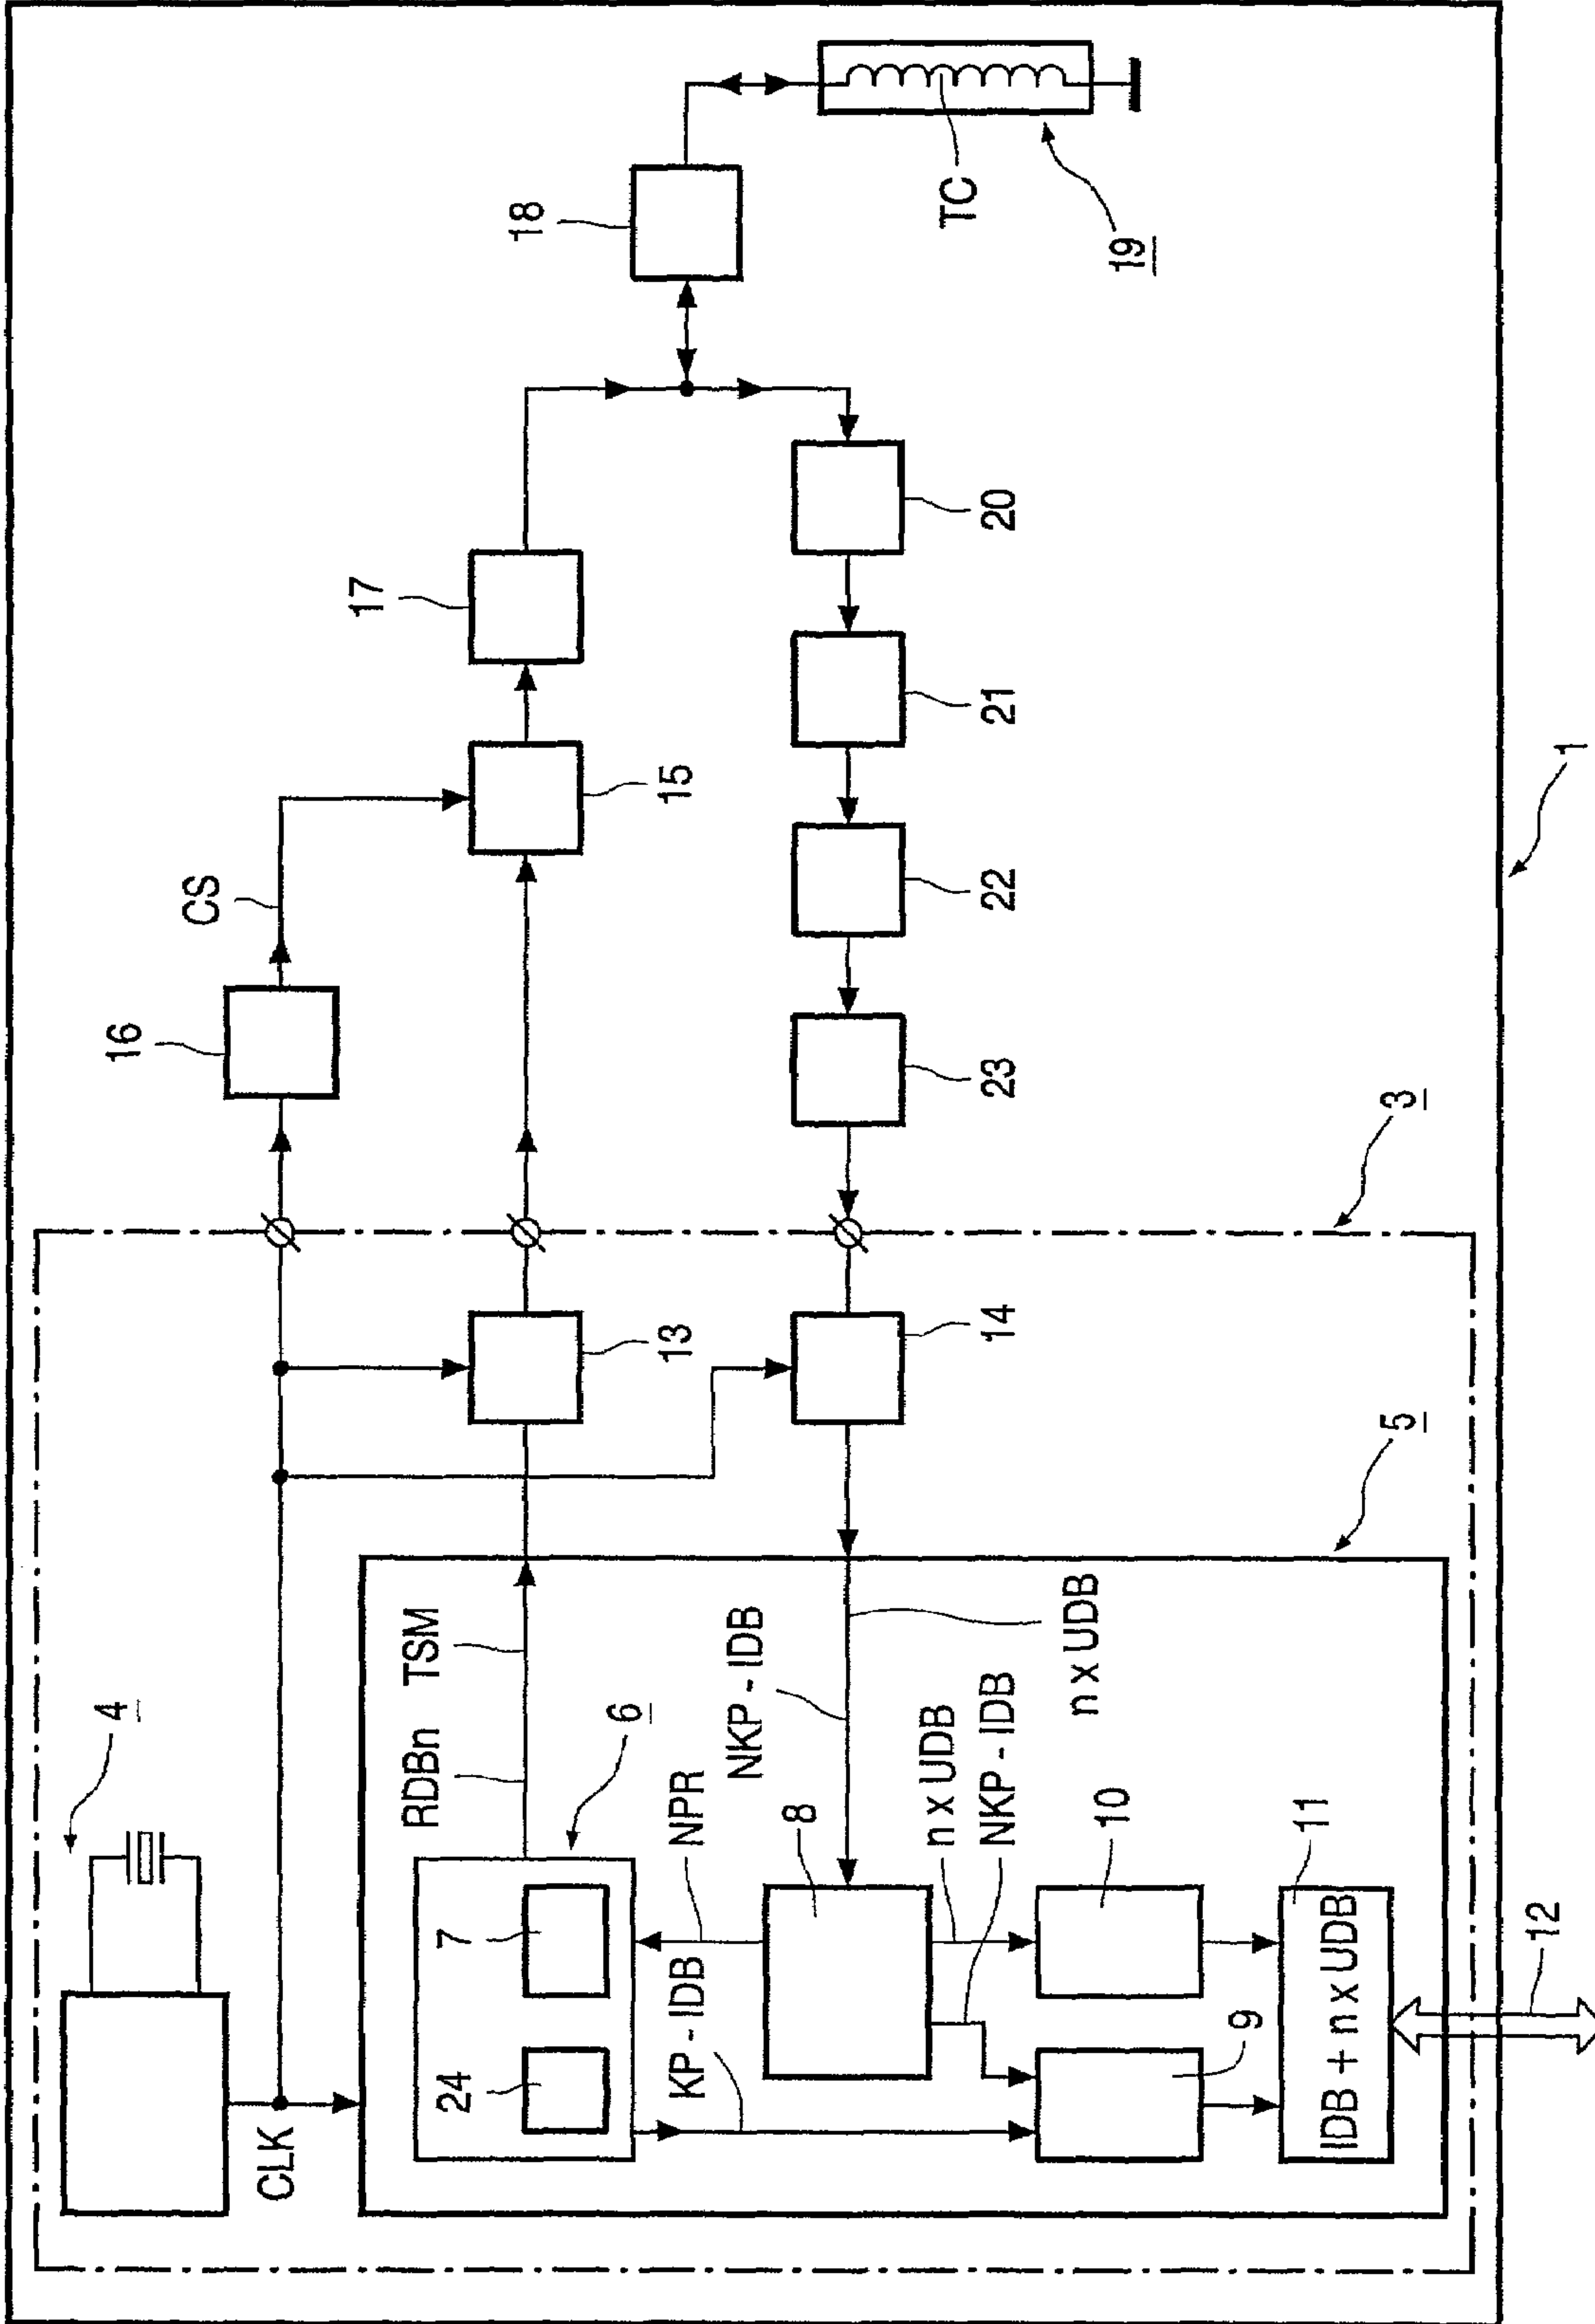 4
CLK
16
CS
17
18
TC
19
RDBn
TSM
13
15
6
7
24
NPR
KP - IDB
NKP - IDB
n x UDB
8
14
23
22
21
20
n x UDB
NKP - IDB
10
9
11
IDB + n x UDB
12
5
3
1